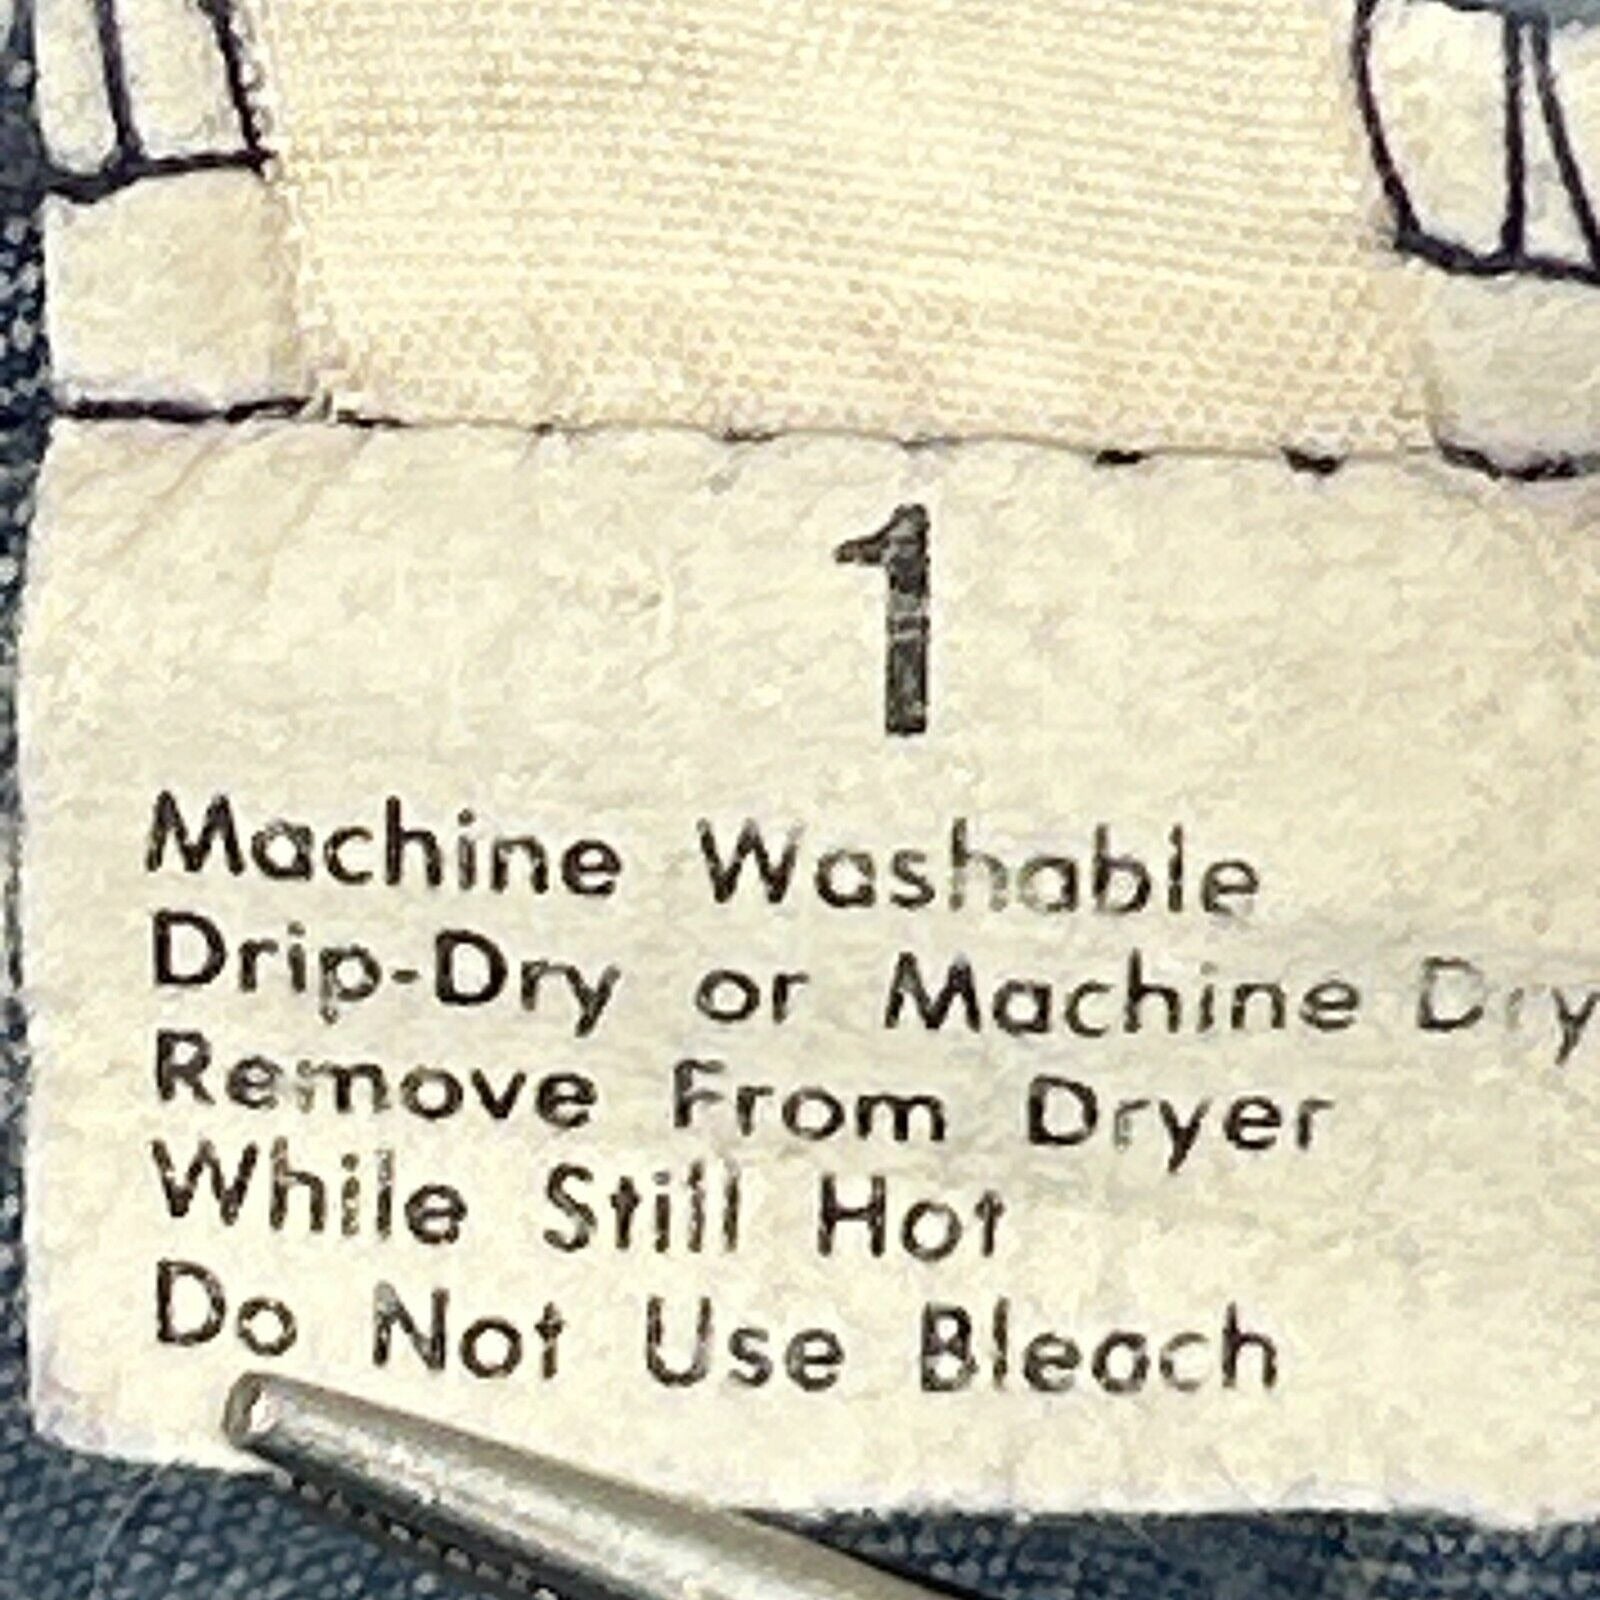 1
Machine Washable
Drip-Dry or Machine Dry
Remove From Dryer
While Still Hot
Do Not Use Bleach